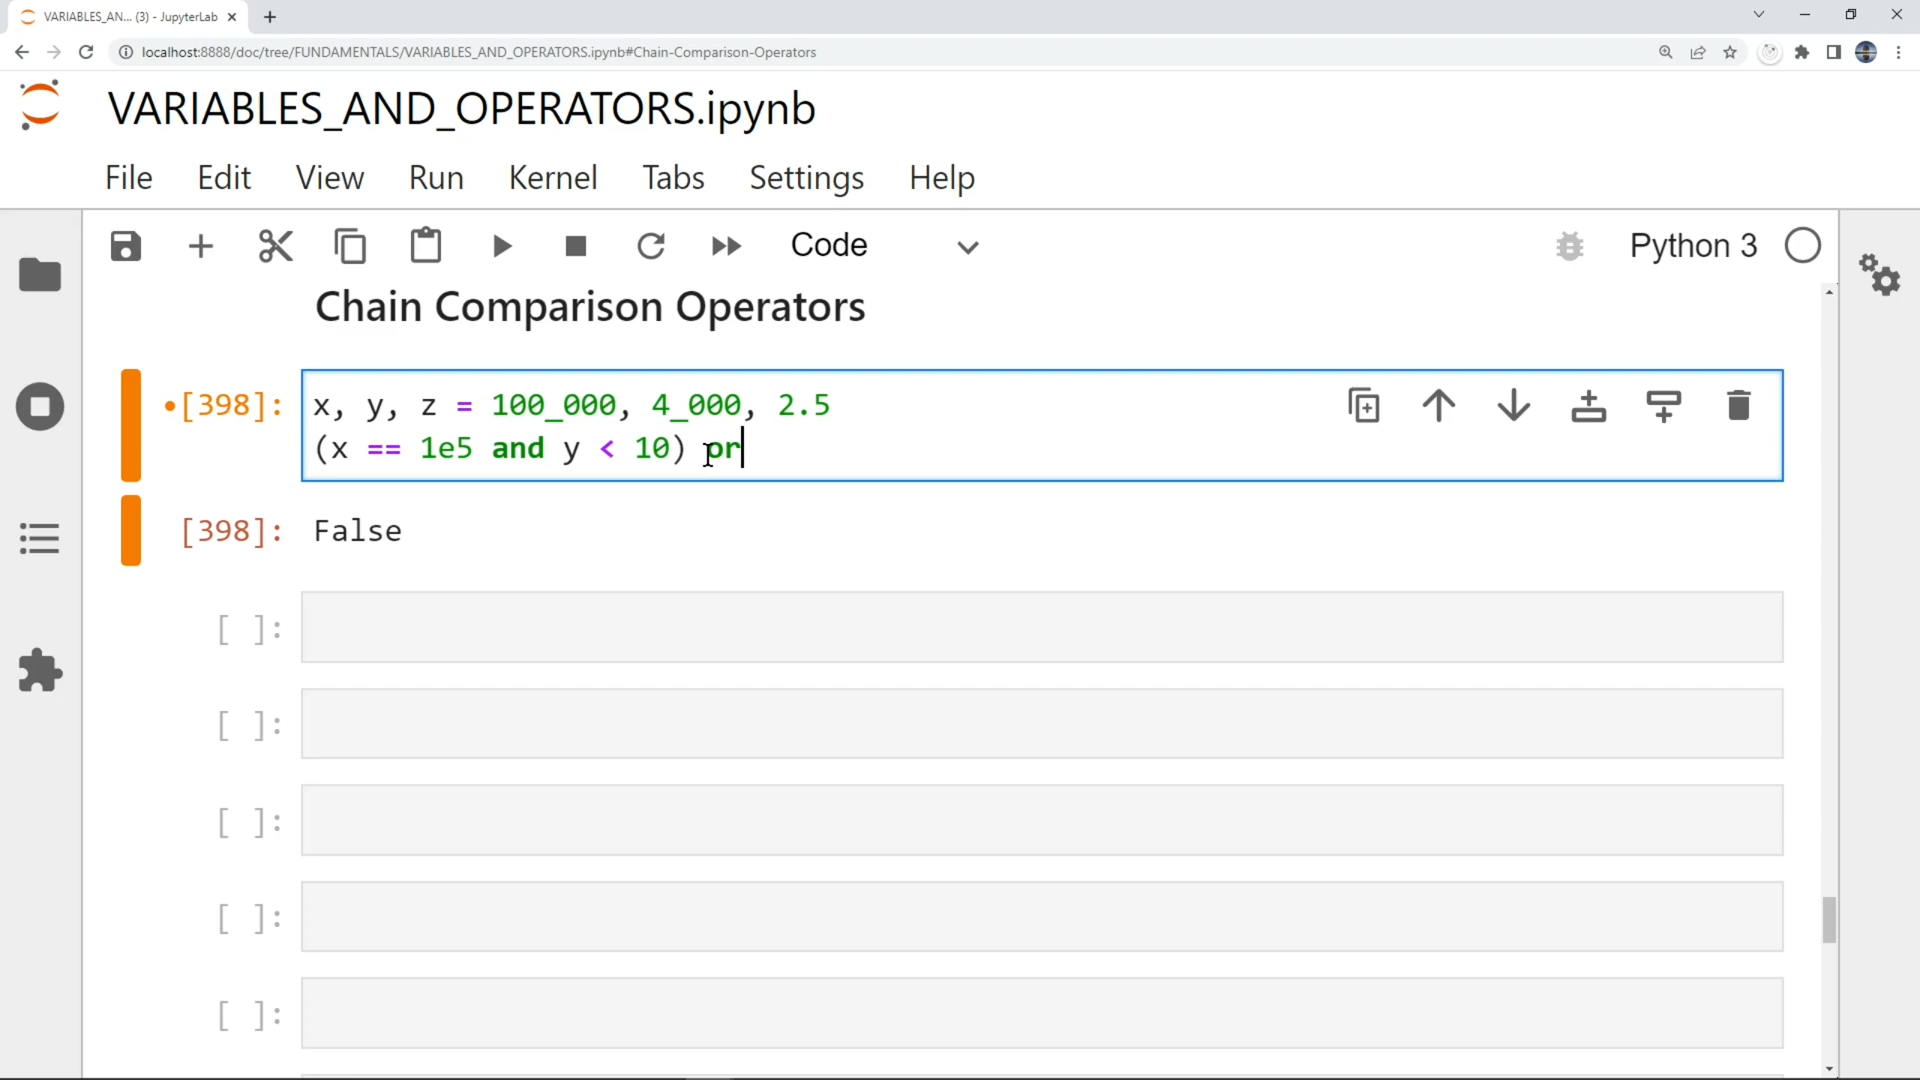 VARIABLES_AN... (3) - JupyterLab
localhost:8888/doc/tree/FUNDAMENTALS/VARIABLES_AND_OPERATORS.ipynb#Chain-Comparison-Operators
VARIABLES_AND_OPERATORS.ipynb
File Edit View Run Kernel Tabs Settings Help
Code Python 3
Chain Comparison Operators
[398]: x, y, z = 100_000, 4_000, 2.5
(x == 1e5 and y < 10) or
[398]: False
[ ]:
[ ]:
[ ]:
[ ]:
[ ]: